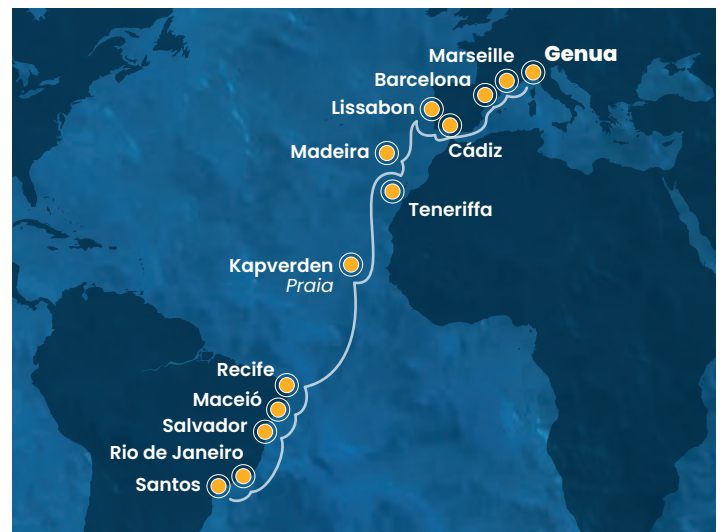 Marseille
Genua
Barcelona
Lissabon
Cádiz
Madeira
Teneriffa
Kapverden
Praia
Recife
Maceió
Salvador
Rio de Janeiro
Santos